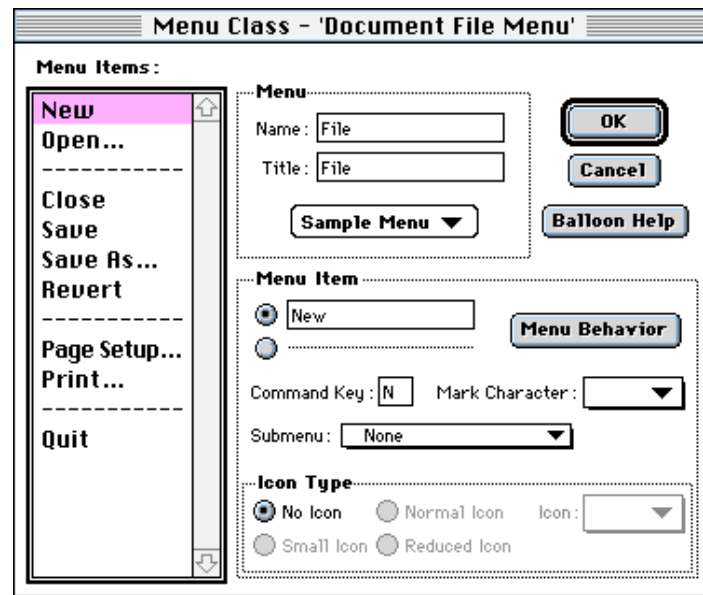 Menu Class - 'Document File Menu'
Menu Items:
New
Open...
-----------
Close
Save
Save As...
Revert
-----------
Page Setup...
Print...
-----------
Quit
Menu
Name: File
Title: File
Sample Menu
OK
Cancel
Balloon Help
Menu Item
New
Menu Behavior
Command Key: N Mark Character:
Submenu: None
Icon Type
No Icon Normal Icon Icon:
Small Icon Reduced Icon